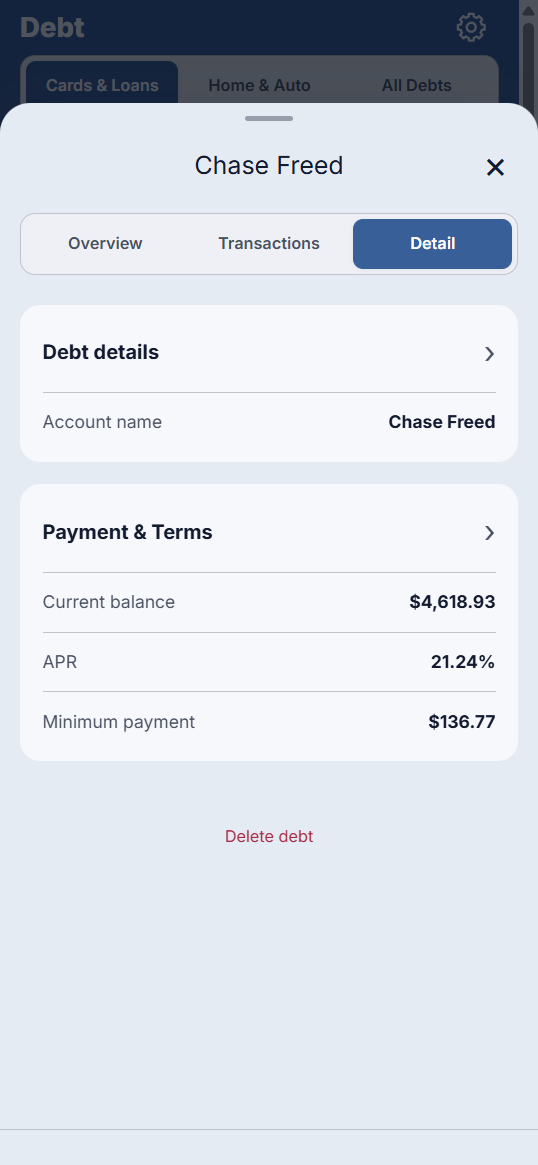 Debt
Cards & Loans Home & Auto All Debts
Chase Freed
Overview Transactions Detail
Debt details
Account name Chase Freed
Payment & Terms
Current balance $4,618.93
APR 21.24%
Minimum payment $136.77
Delete debt